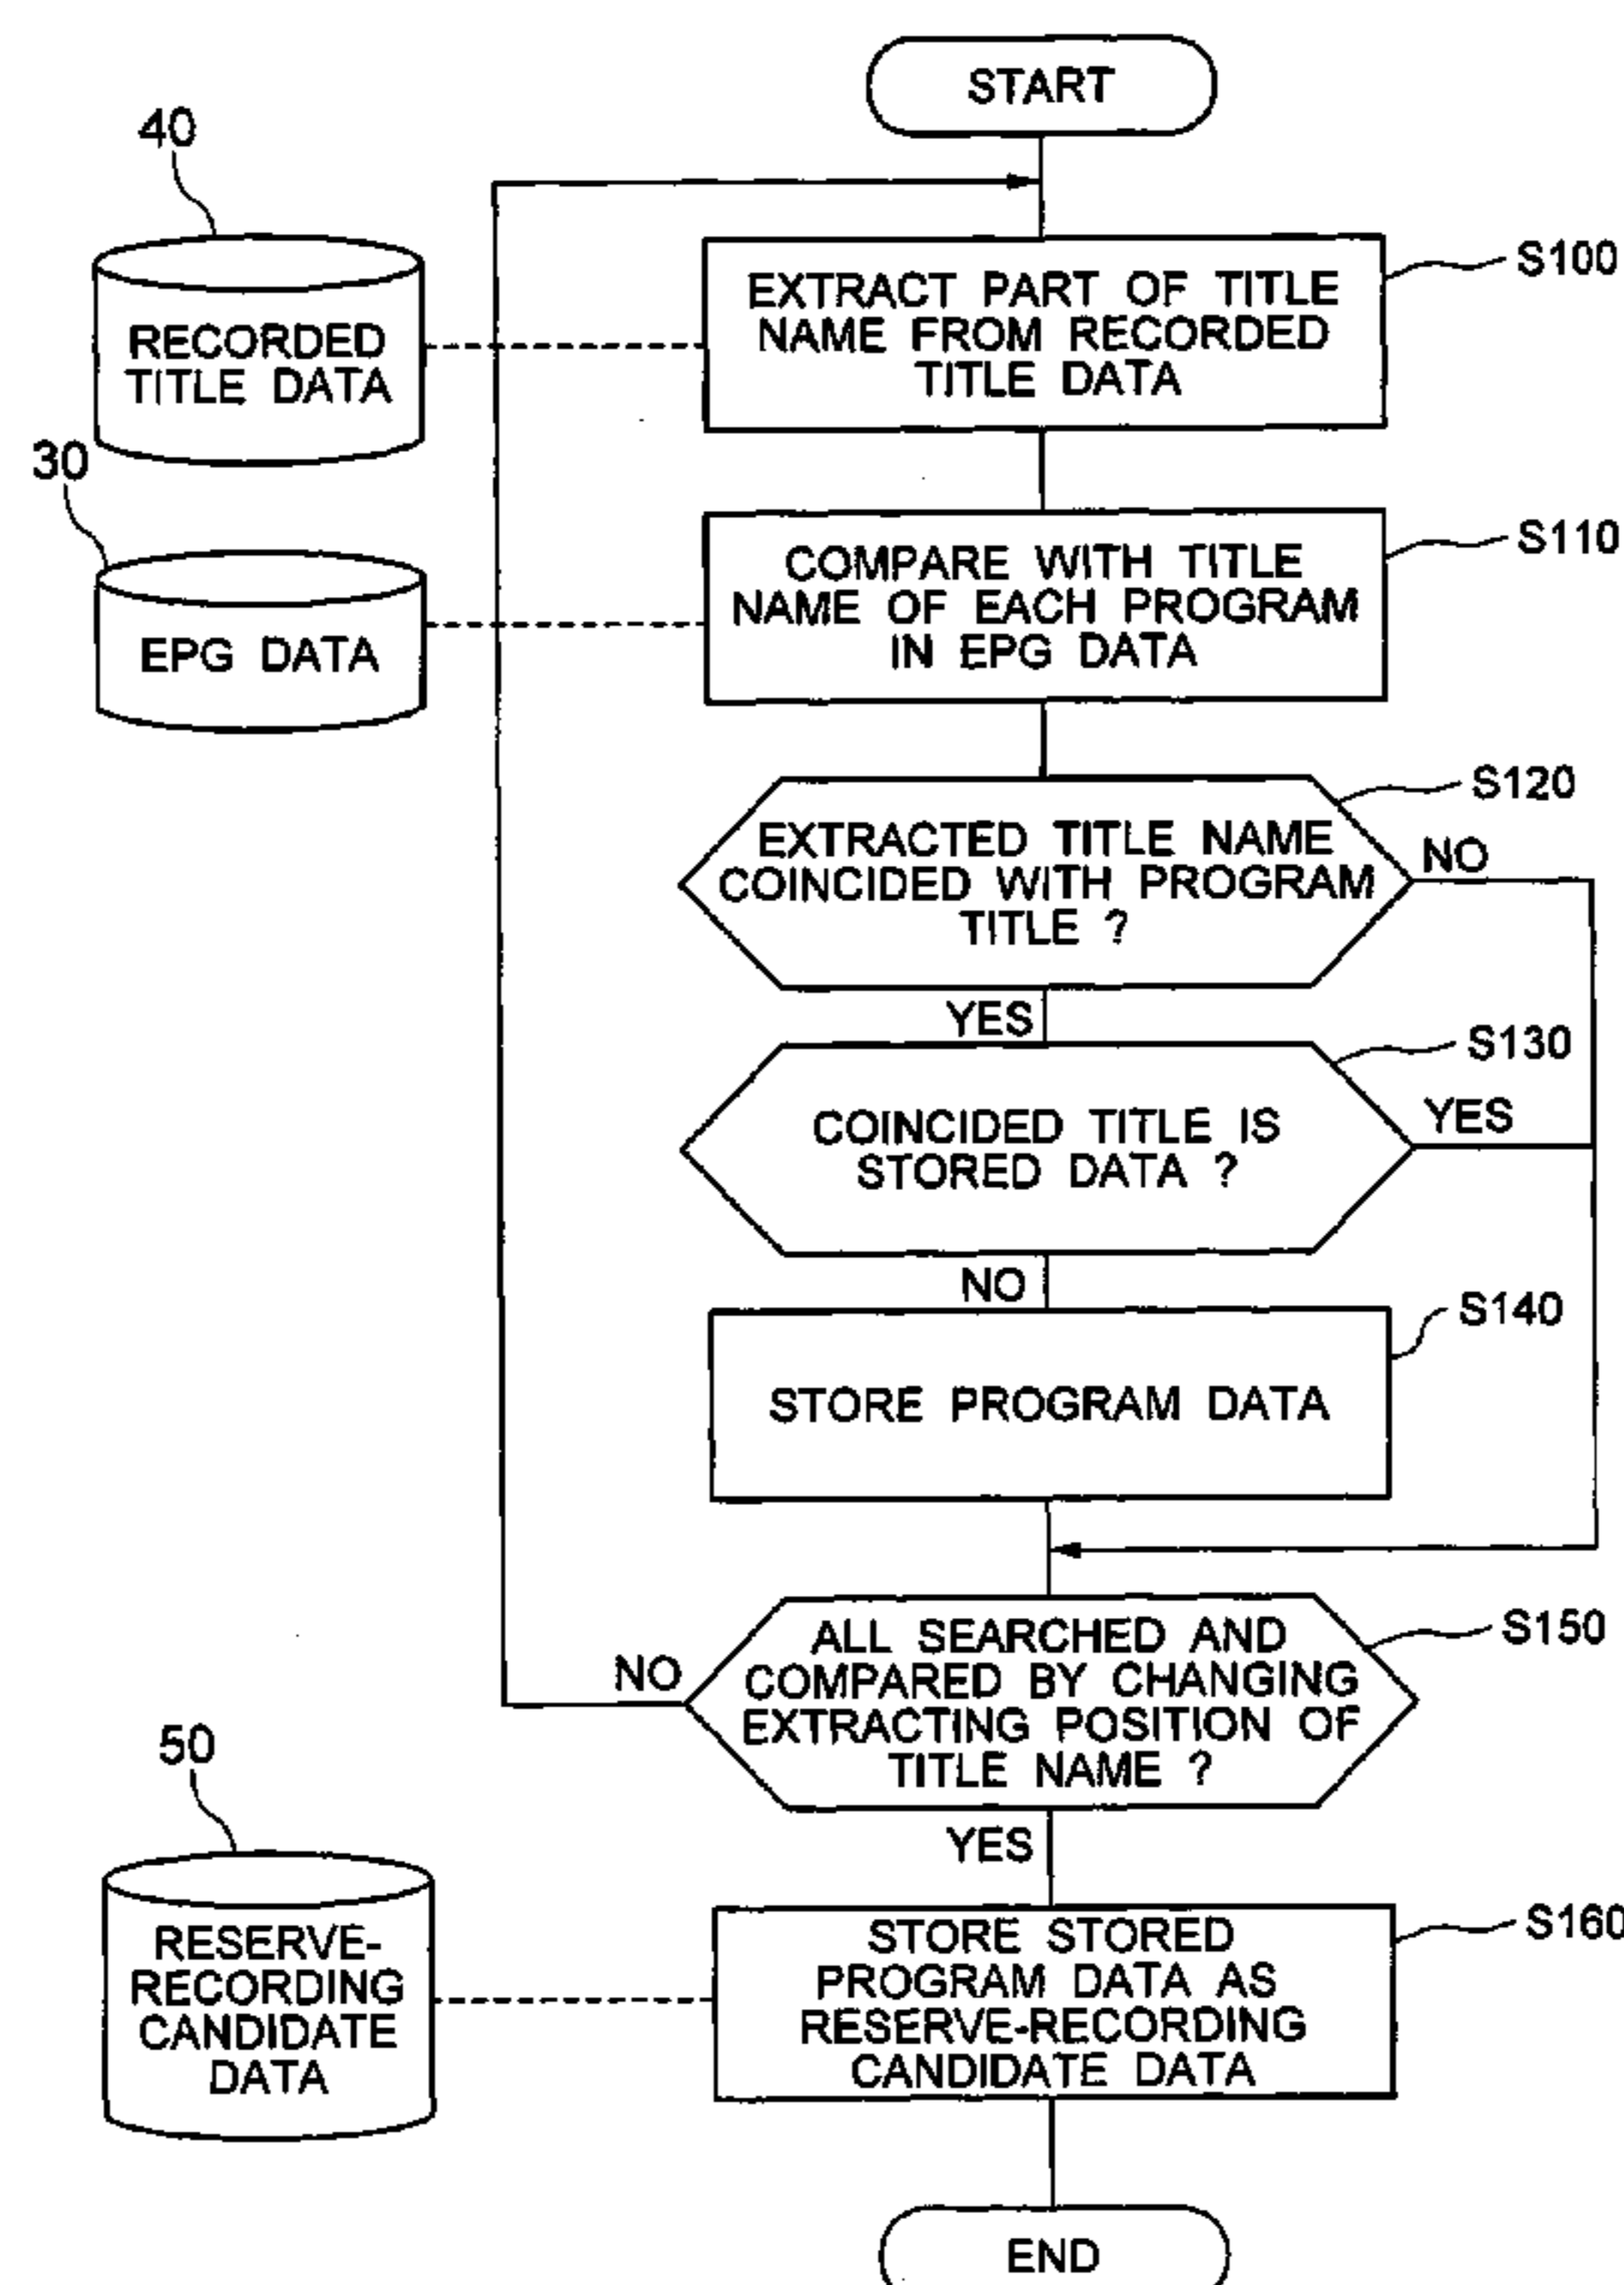 START
40
RECORDED
TITLE DATA
EXTRACT PART OF TITLE
NAME FROM RECORDED
TITLE DATA
S100
30
EPG DATA
COMPARE WITH TITLE
NAME OF EACH PROGRAM
IN EPG DATA
S110
EXTRACTED TITLE NAME
COINCIDED WITH PROGRAM
TITLE ?
S120
NO
YES
COINCIDED TITLE IS
STORED DATA ?
S130
YES
NO
STORE PROGRAM DATA
S140
ALL SEARCHED AND
COMPARED BY CHANGING
EXTRACTING POSITION OF
TITLE NAME ?
S150
NO
YES
50
RESERVE-
RECORDING
CANDIDATE
DATA
STORE STORED
PROGRAM DATA AS
RESERVE-RECORDING
CANDIDATE DATA
S160
END